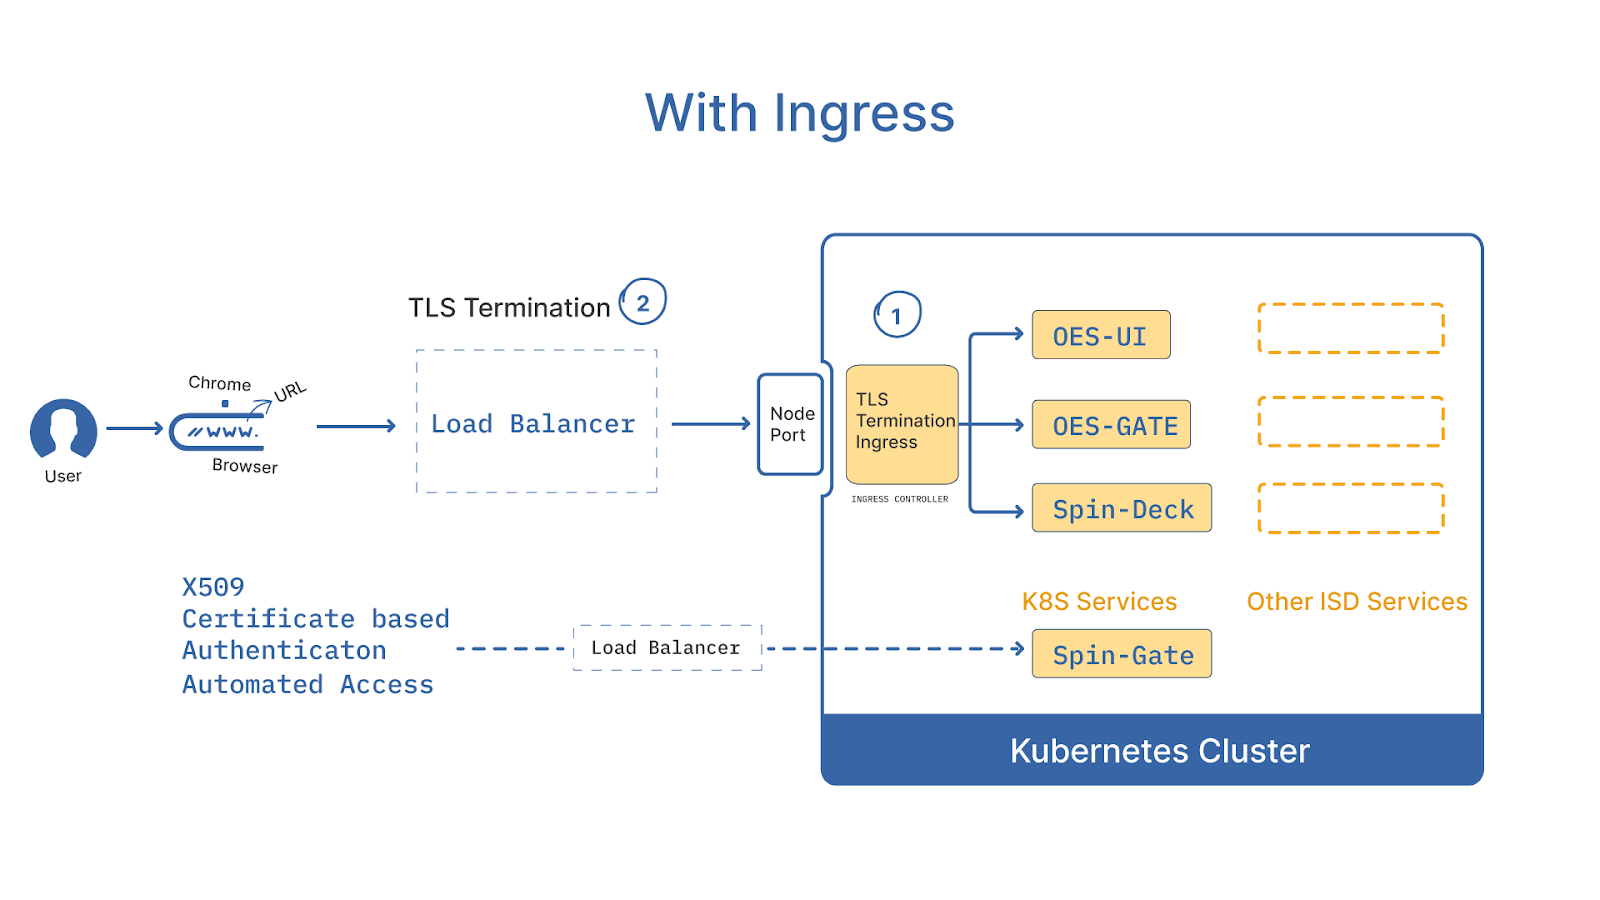 With Ingress
TLS Termination
2
1
Chrome
URL
//www.
Browser
User
Load Balancer
Node
Port
TLS
Termination
Ingress
INGRESS CONTROLLER
OES-UI
OES-GATE
Spin-Deck
K8S Services
Other ISD Services
X509
Certificate based
Authenticaton
Automated Access
Load Balancer
Spin-Gate
Kubernetes Cluster